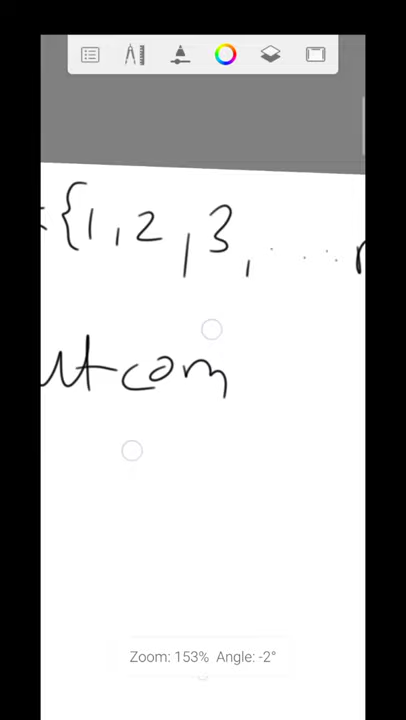 {1, 2, 3, ....
utcom
Zoom: 153% Angle: -2°